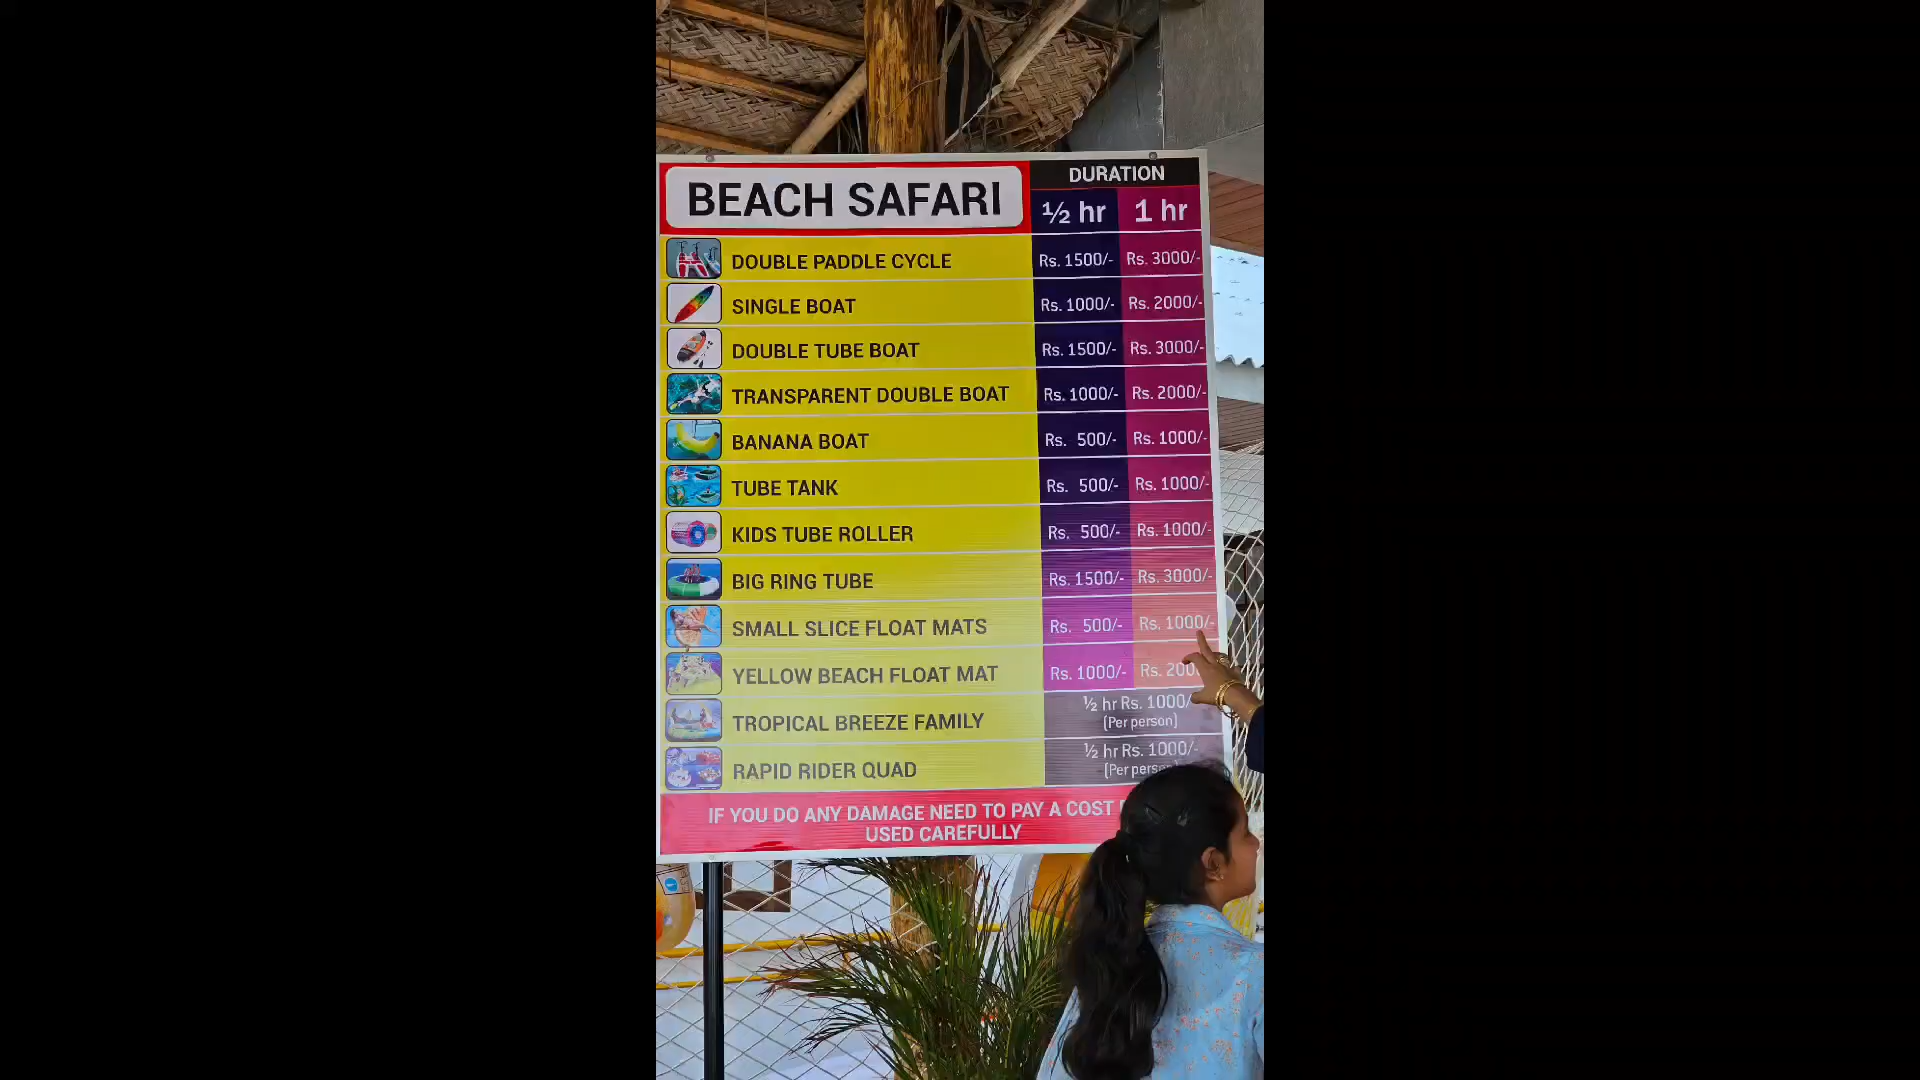 BEACH SAFARI
DURATION
½ hr 1 hr
DOUBLE PADDLE CYCLE Rs. 1500/- Rs. 3000/-
SINGLE BOAT Rs. 1000/- Rs. 2000/-
DOUBLE TUBE BOAT Rs. 1500/- Rs. 3000/-
TRANSPARENT DOUBLE BOAT Rs. 1000/- Rs. 2000/-
BANANA BOAT Rs. 500/- Rs. 1000/-
TUBE TANK Rs. 500/- Rs. 1000/-
KIDS TUBE ROLLER Rs. 500/- Rs. 1000/-
BIG RING TUBE Rs. 1500/- Rs. 3000/-
SMALL SLICE FLOAT MATS Rs. 500/- Rs. 1000/-
YELLOW BEACH FLOAT MAT Rs. 1000/- Rs.
TROPICAL BREEZE FAMILY ½ hr Rs. 1000/
(Per person)
RAPID RIDER QUAD ½ hr Rs. 1000/-
(Per
IF YOU DO ANY DAMAGE NEED TO PAY A COST
USED CAREFULLY